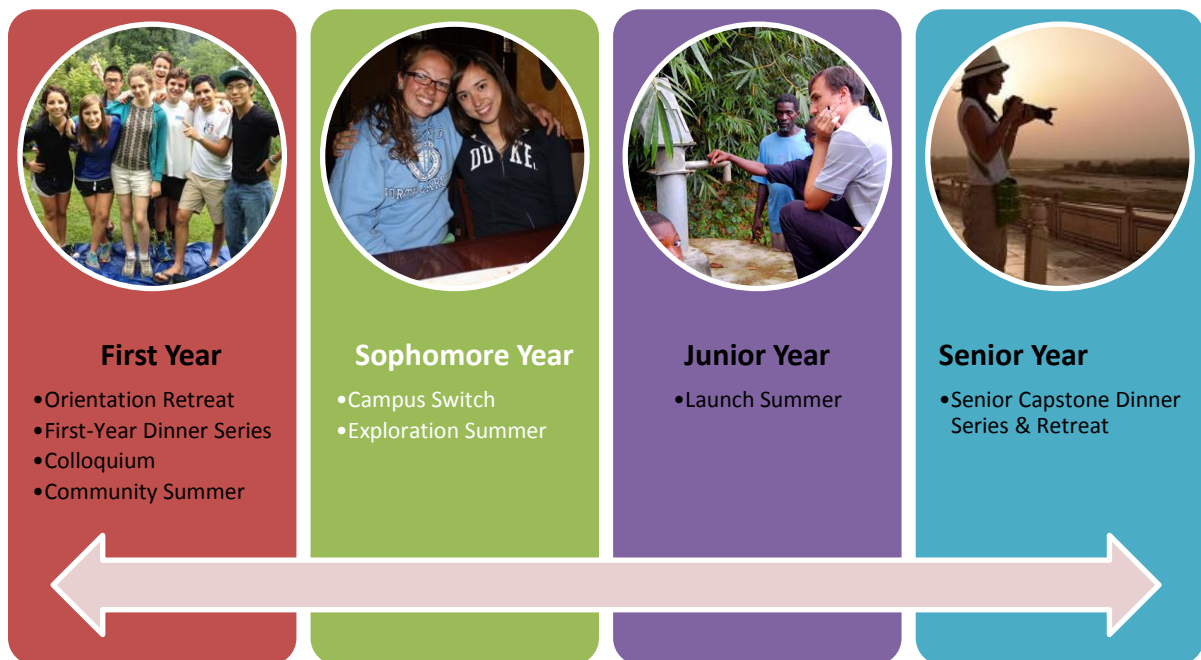 DUKE
First Year
•Orientation Retreat
•First-Year Dinner Series
•Colloquium
•Community Summer
Sophomore Year
•Campus Switch
•Exploration Summer
Junior Year
•Launch Summer
Senior Year
•Senior Capstone Dinner
Series & Retreat